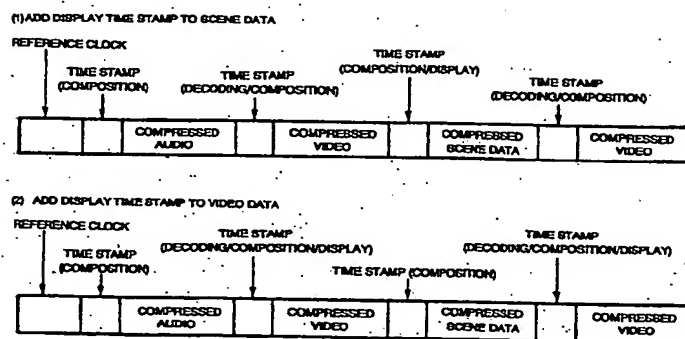 (1)ADD DISPLAY TIME STAMP TO SCENE DATA
REFERENCE CLOCK
TIME STAMP
(COMPOSITION)
TIME STAMP
(DECODING/COMPOSITION)
TIME STAMP
(COMPOSITION/DISPLAY)
TIME STAMP
(DECODING/COMPOSITION)
COMPRESSED
AUDIO
COMPRESSED
VIDEO
COMPRESSED
SCENE DATA
COMPRESSED
VIDEO
(2) ADD DISPLAY TIME STAMP TO VIDEO DATA
REFERENCE CLOCK
TIME STAMP
(COMPOSITION)
TIME STAMP
(DECODING/COMPOSITION/DISPLAY)
TIME STAMP (COMPOSITION)
TIME STAMP
(DECODING/COMPOSITION/DISPLAY)
COMPRESSED
AUDIO
COMPRESSED
VIDEO
COMPRESSED
SCENE DATA
COMPRESSED
VIDEO